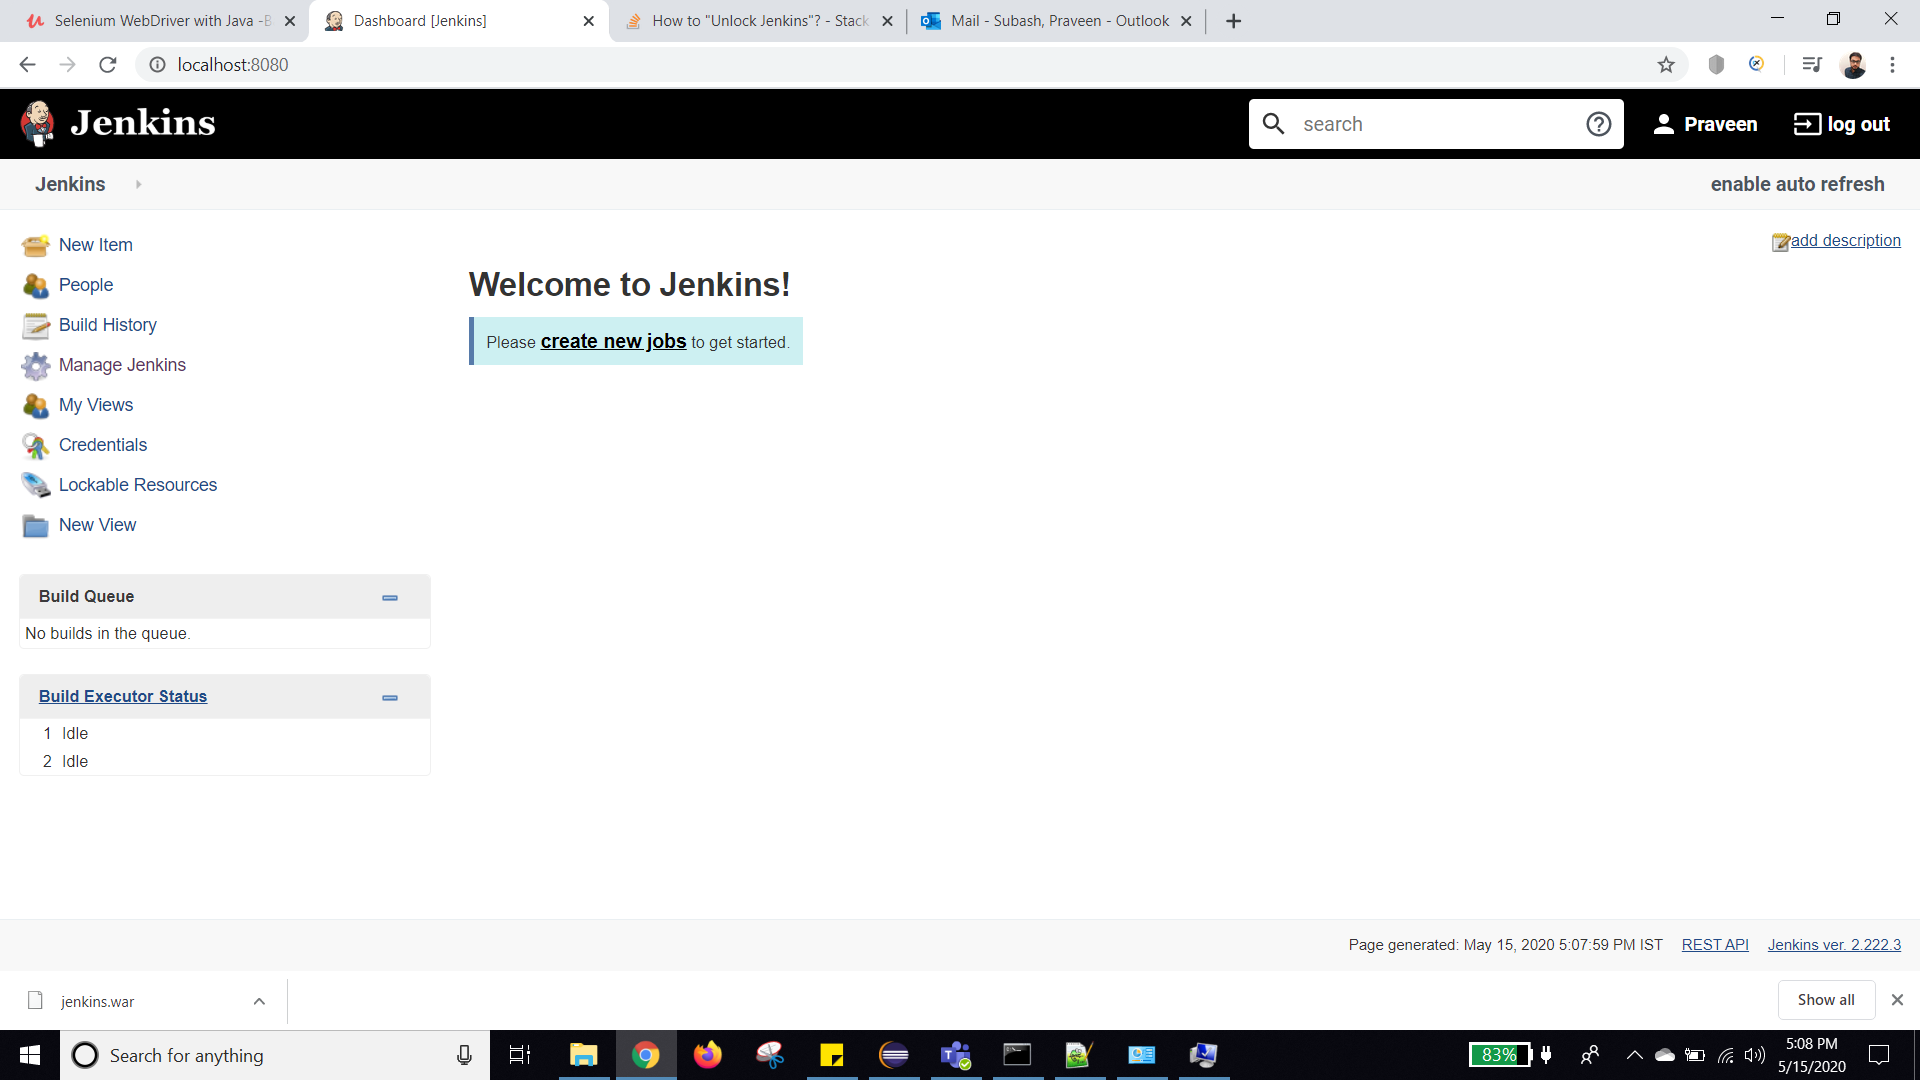 Selenium WebDriver with Java -B
Dashboard [Jenkins]
How to "Unlock Jenkins"? - Stack
Mail - Subash, Praveen - Outlook
localhost:8080
Jenkins
search
Praveen
log out
Jenkins
enable auto refresh
New Item
People
Build History
Manage Jenkins
My Views
Credentials
Lockable Resources
New View
add description
Welcome to Jenkins!
Please create new jobs to get started.
Build Queue
No builds in the queue.
Build Executor Status
1 Idle
2 Idle
Page generated: May 15, 2020 5:07:59 PM IST
REST API
Jenkins ver. 2.222.3
jenkins.war
Show all
Search for anything
83%
5:08 PM
5/15/2020